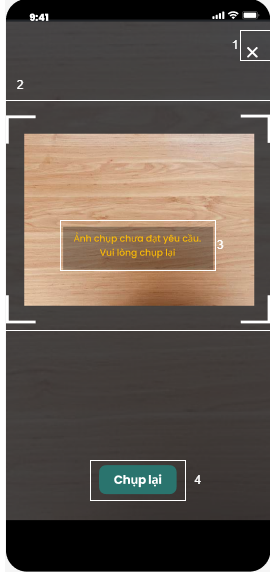 9:41
1
2
Ảnh chụp chưa đạt yêu cầu.
Vui lòng chụp lại
3
Chụp lại
4